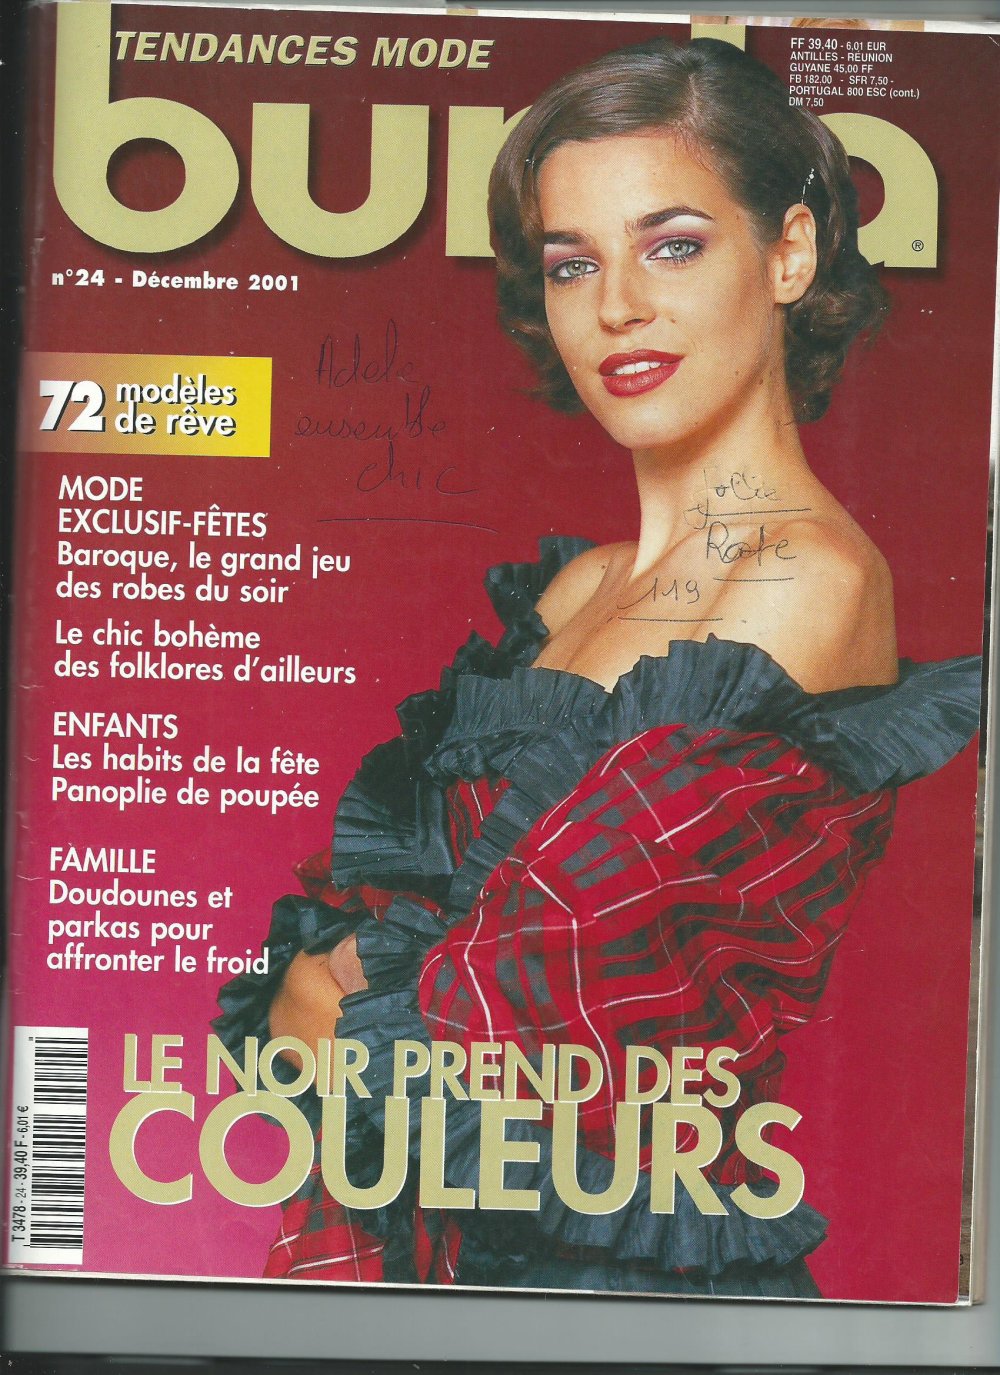 TENDANCES MODE
burda
®
FF 39,40 - 6,01 EUR
ANTILLES - REUNION
GUYANE 45,00 FF
FB 182.00 - SFR 7,50 -
PORTUGAL 800 ESC (cont.)
DM 7,50
n°24 - Décembre 2001
72 modèles
de rêve
Adele
ensemble
chic
jolie
Robe
119
MODE
EXCLUSIF-FÊTES
Baroque, le grand jeu
des robes du soir
Le chic bohème
des folklores d'ailleurs
ENFANTS
Les habits de la fête
Panoplie de poupée
FAMILLE
Doudounes et
parkas pour
affronter le froid
LE NOIR PREND DES
COULEURS
T 3478 - 24 - 39,40 F - 6,01 €